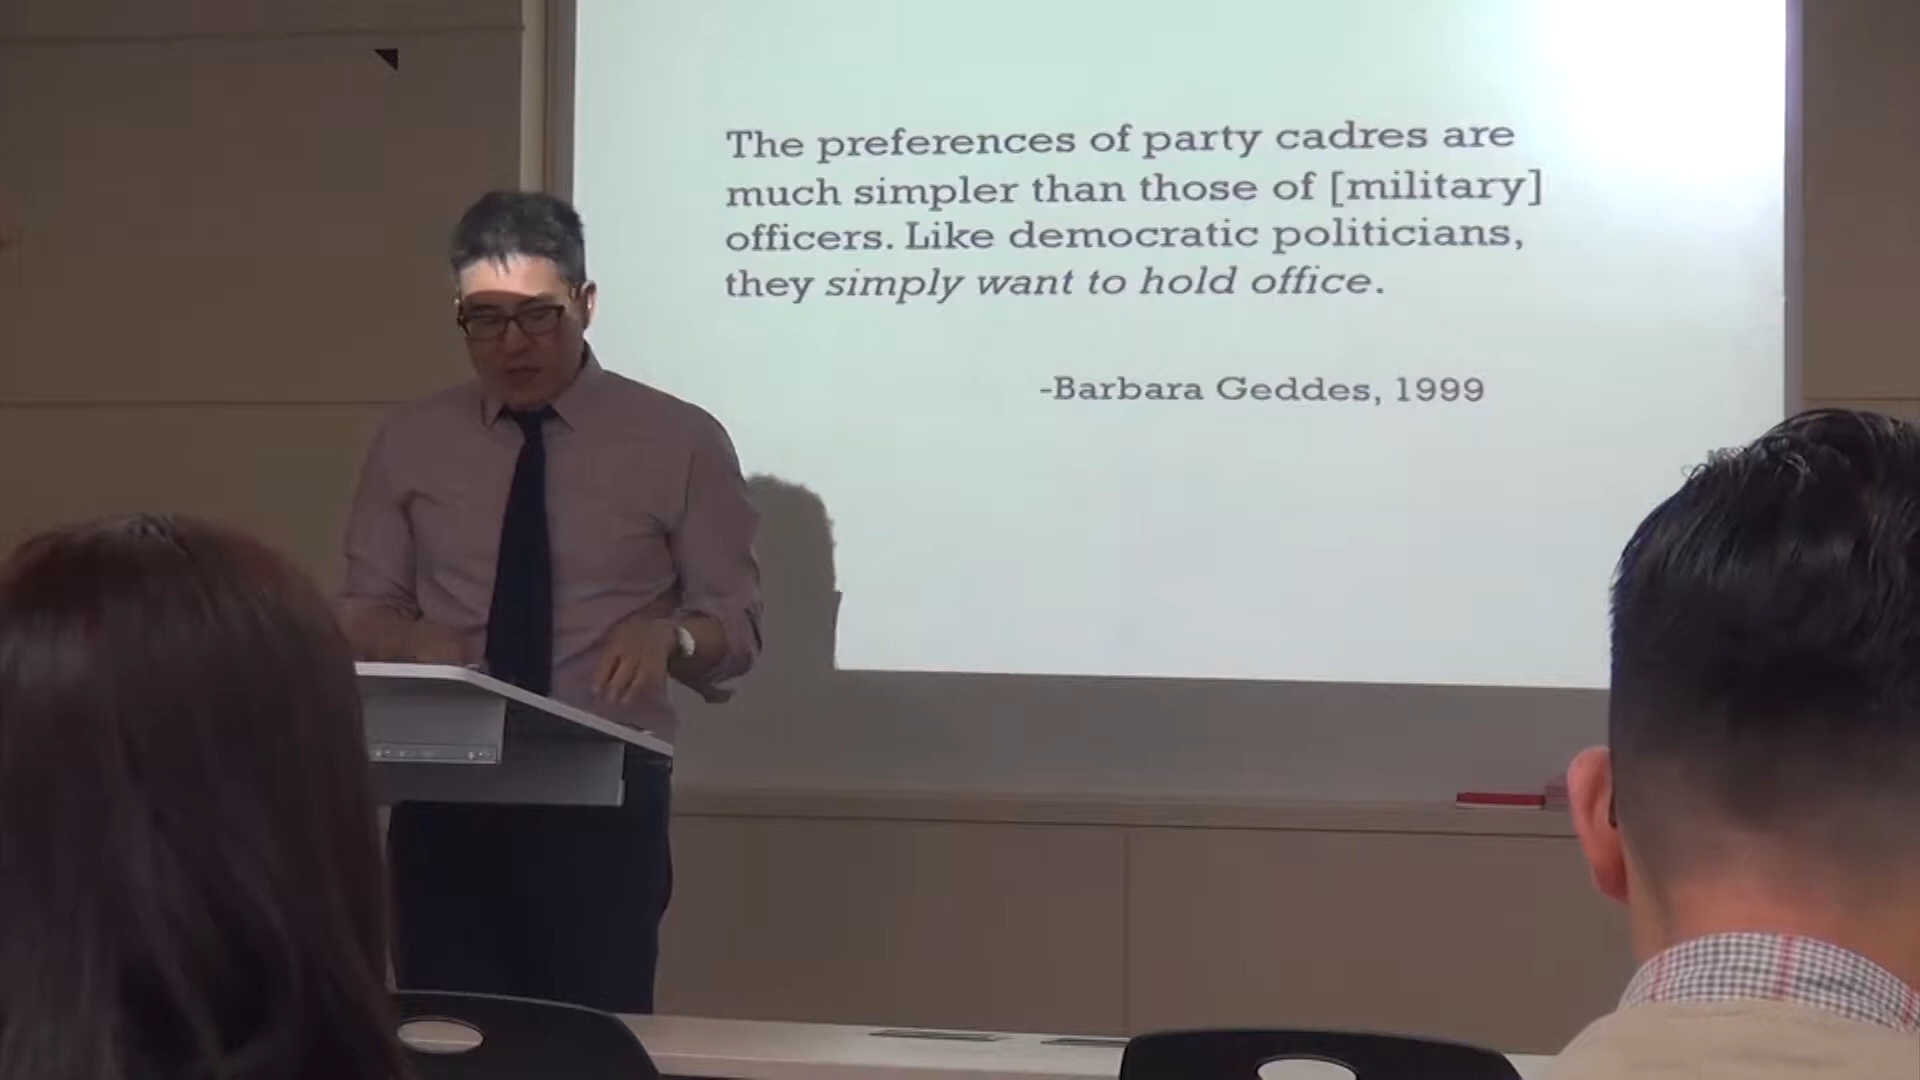 The preferences of party cadres are
much simpler than those of [military]
officers. Like democratic politicians,
they simply want to hold office.
-Barbara Geddes, 1999